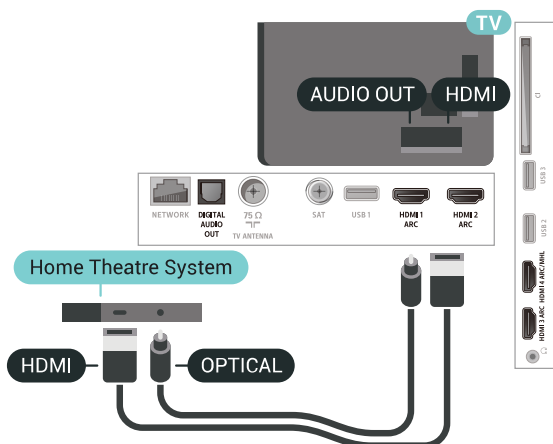 TV
AUDIO OUT
HDMI
CI
USB 3
USB 2
HDMI 4 ARC/MHL
HDMI 3 ARC
NETWORK
DIGITAL
AUDIO
OUT
75 Ω
TV ANTENNA
SAT
USB 1
HDMI 1
ARC
HDMI 2
ARC
Home Theatre System
HDMI
OPTICAL